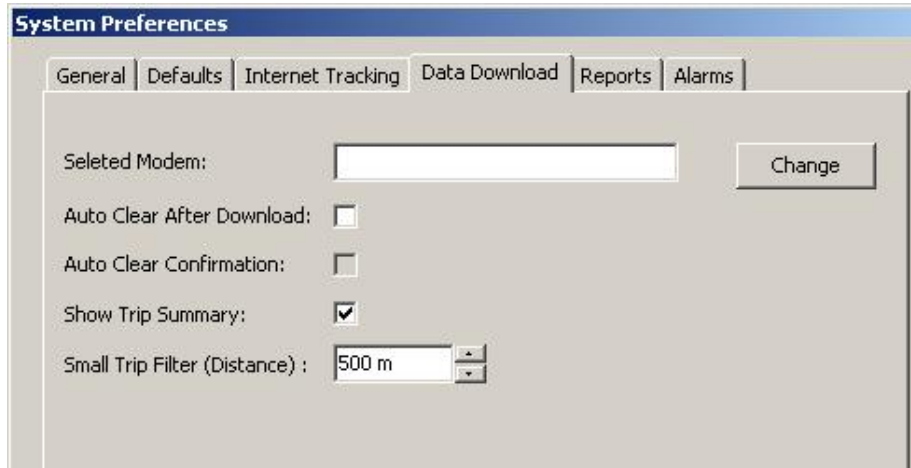 System Preferences
General Defaults Internet Tracking Data Download Reports Alarms
Seleted Modem: Change
Auto Clear After Download:
Auto Clear Confirmation:
Show Trip Summary:
Small Trip Filter (Distance) : 500 m